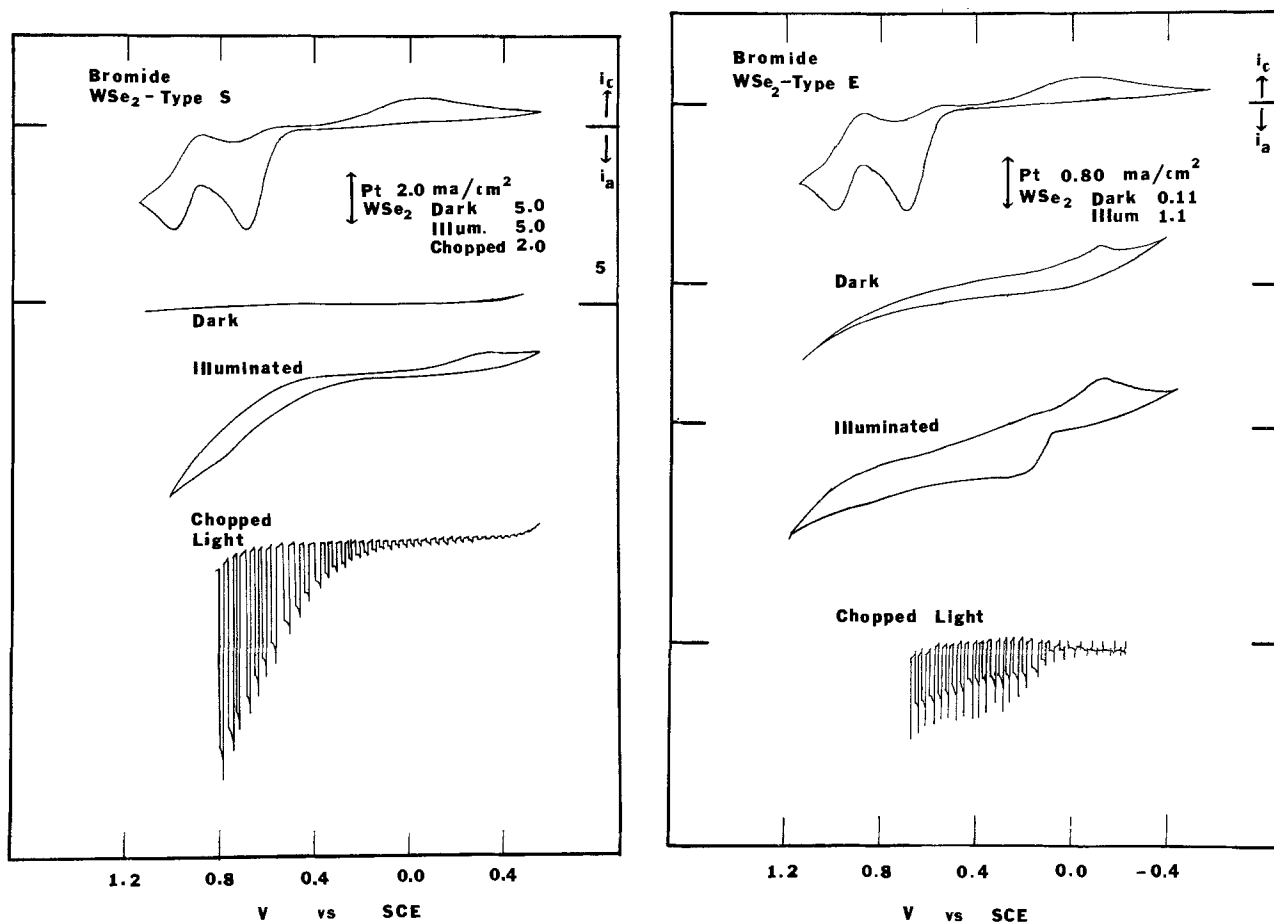 Bromide
WSe2 - Type S
ic
ia
Pt 2.0 ma/cm2
WSe2 Dark 5.0
Illum. 5.0
Chopped 2.0
5
Dark
Illuminated
Chopped
Light
1.2 0.8 0.4 0.0 0.4
V vs SCE
Bromide
WSe2-Type E
ic
ia
Pt 0.80 ma/cm2
WSe2 Dark 0.11
Illum 1.1
Dark
Illuminated
Chopped Light
1.2 0.8 0.4 0.0 -0.4
V vs SCE